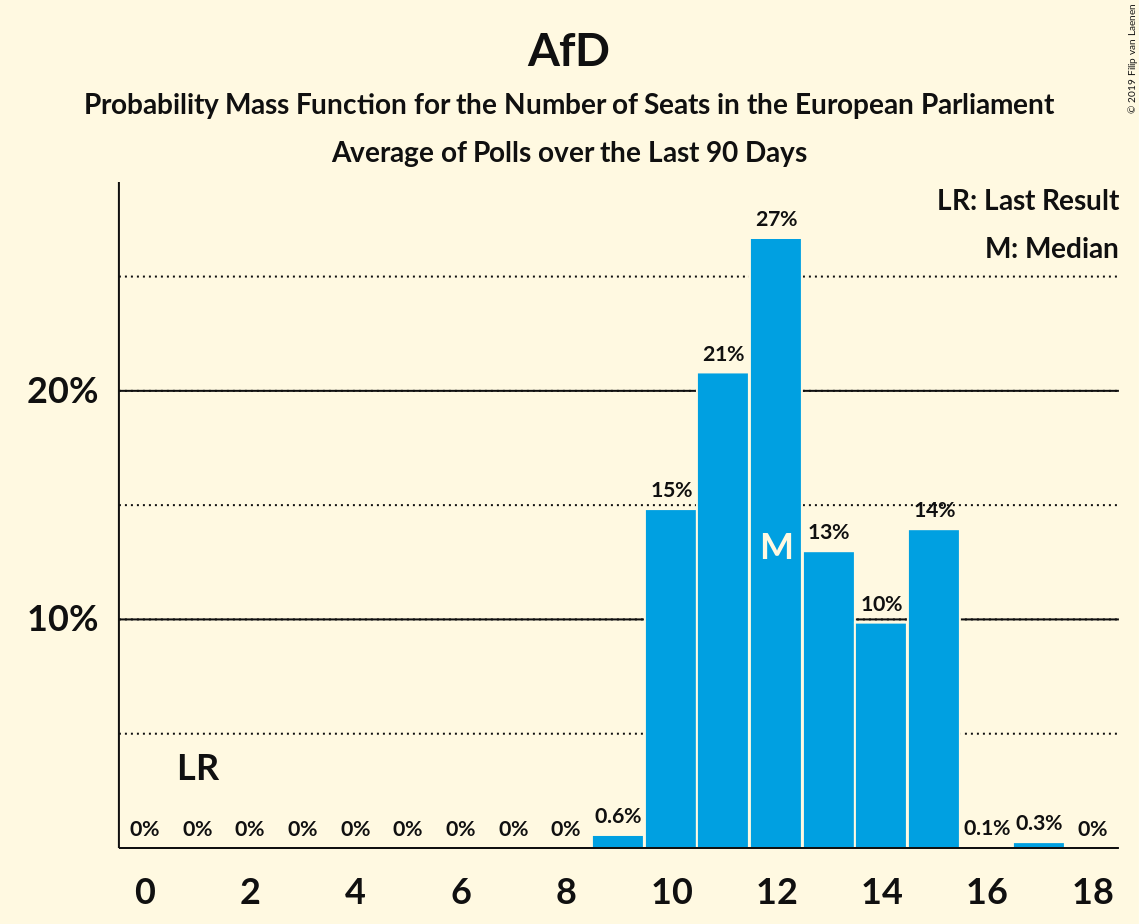 AfD
Probability Mass Function for the Number of Seats in the European Parliament
Average of Polls over the Last 90 Days
© 2019 Filip van Laenen
LR: Last Result
M: Median
27%
21%
20%
15%
14%
13%
M
10%
10%
LR
0% 0% 0% 0% 0% 0% 0% 0% 0% 0.6% 0.1% 0.3% 0%
0 2 4 6 8 10 12 14 16 18